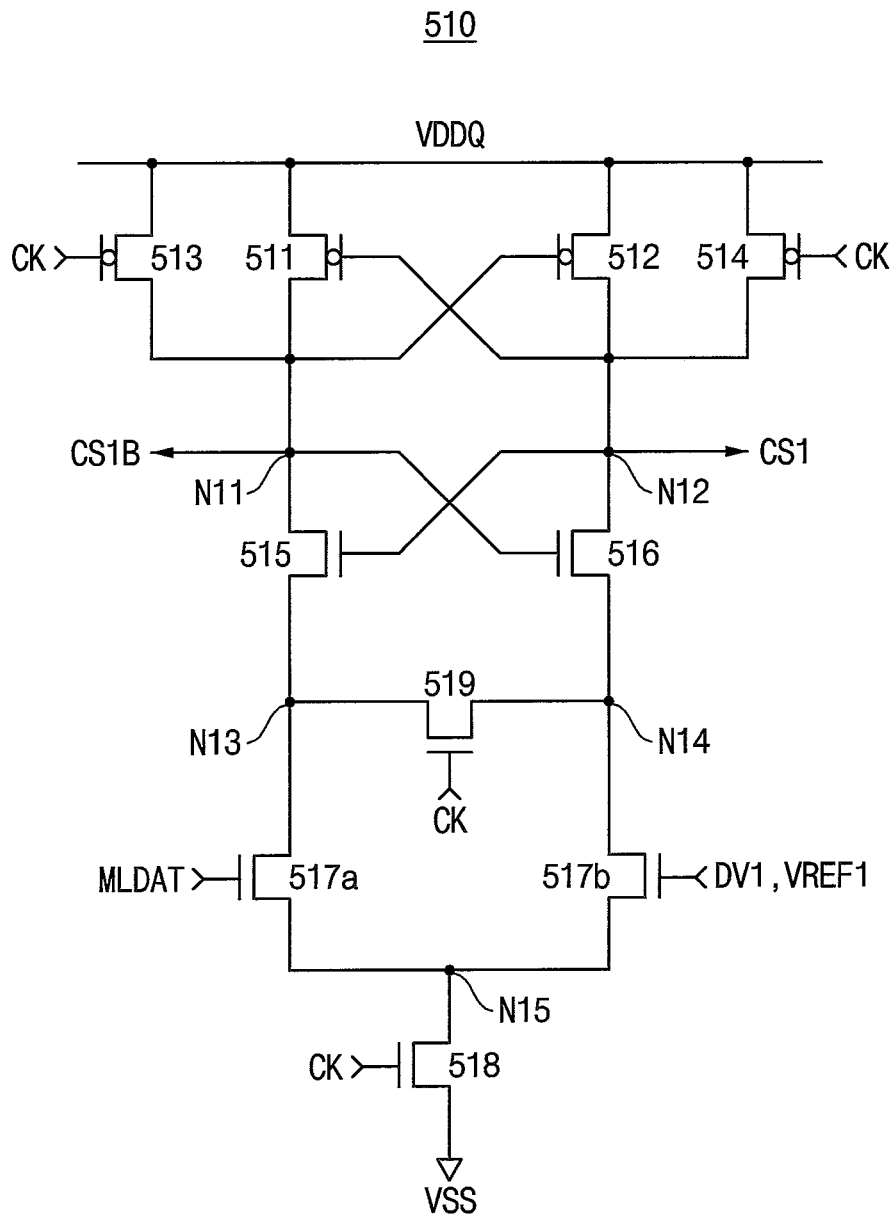 510
VDDQ
CK 513 511 512 514 CK
CS1B CS1
N11 N12
515 516
519
N13 N14
CK
MLDAT 517a 517b DV1,VREF1
N15
CK 518
VSS